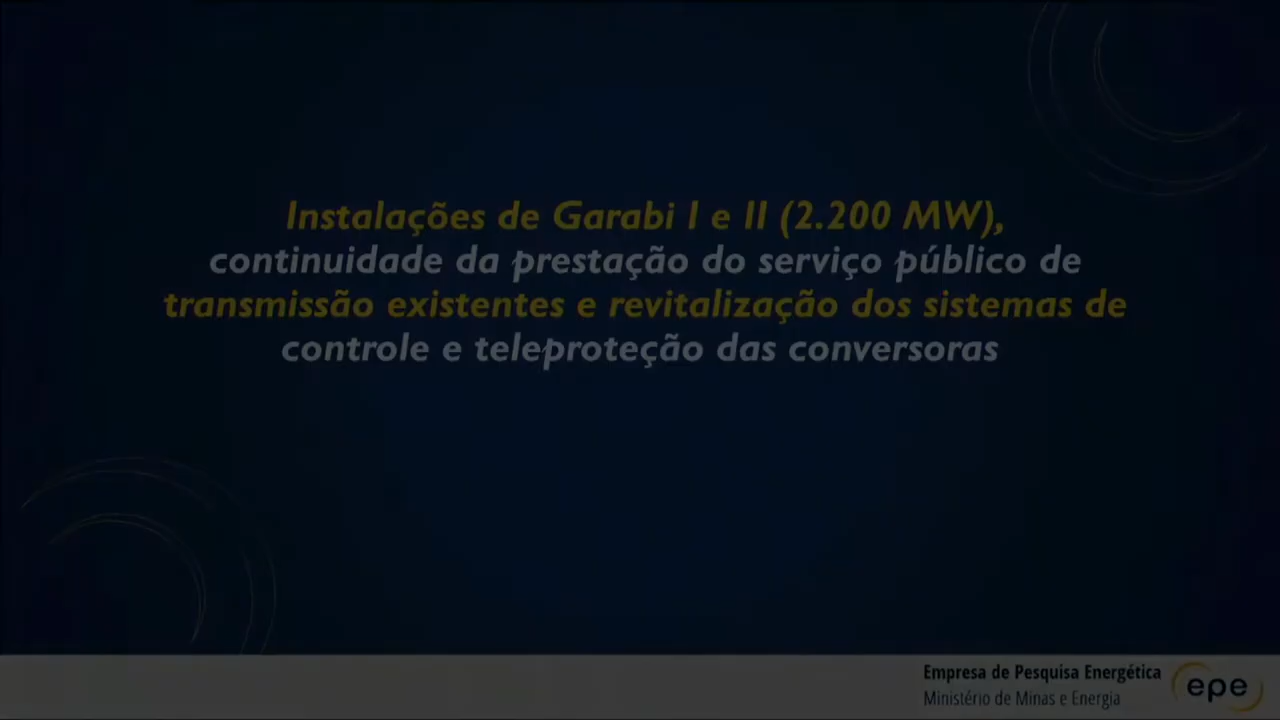 Instalações de Garabi I e II (2.200 MW),
continuidade da prestação do serviço público de
transmissão existentes e revitalização dos sistemas de
controle e teleproteção das conversoras
Empresa de Pesquisa Energética
Ministério de Minas e Energia
epe